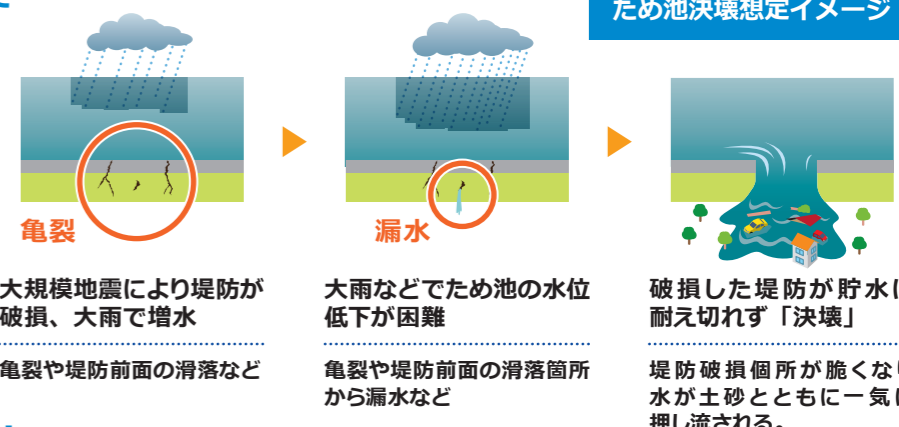 ため池決壊想定イメージ
亀裂
漏水
大規模地震により堤防が
破損、大雨で増水
亀裂や堤防前面の滑落など
大雨などでため池の水位
低下が困難
亀裂や堤防前面の滑落箇所
から漏水など
破損した堤防が貯水に
耐え切れず「決壊」
堤防破損個所が脆くなり
水が土砂とともに一気に
押し流される。